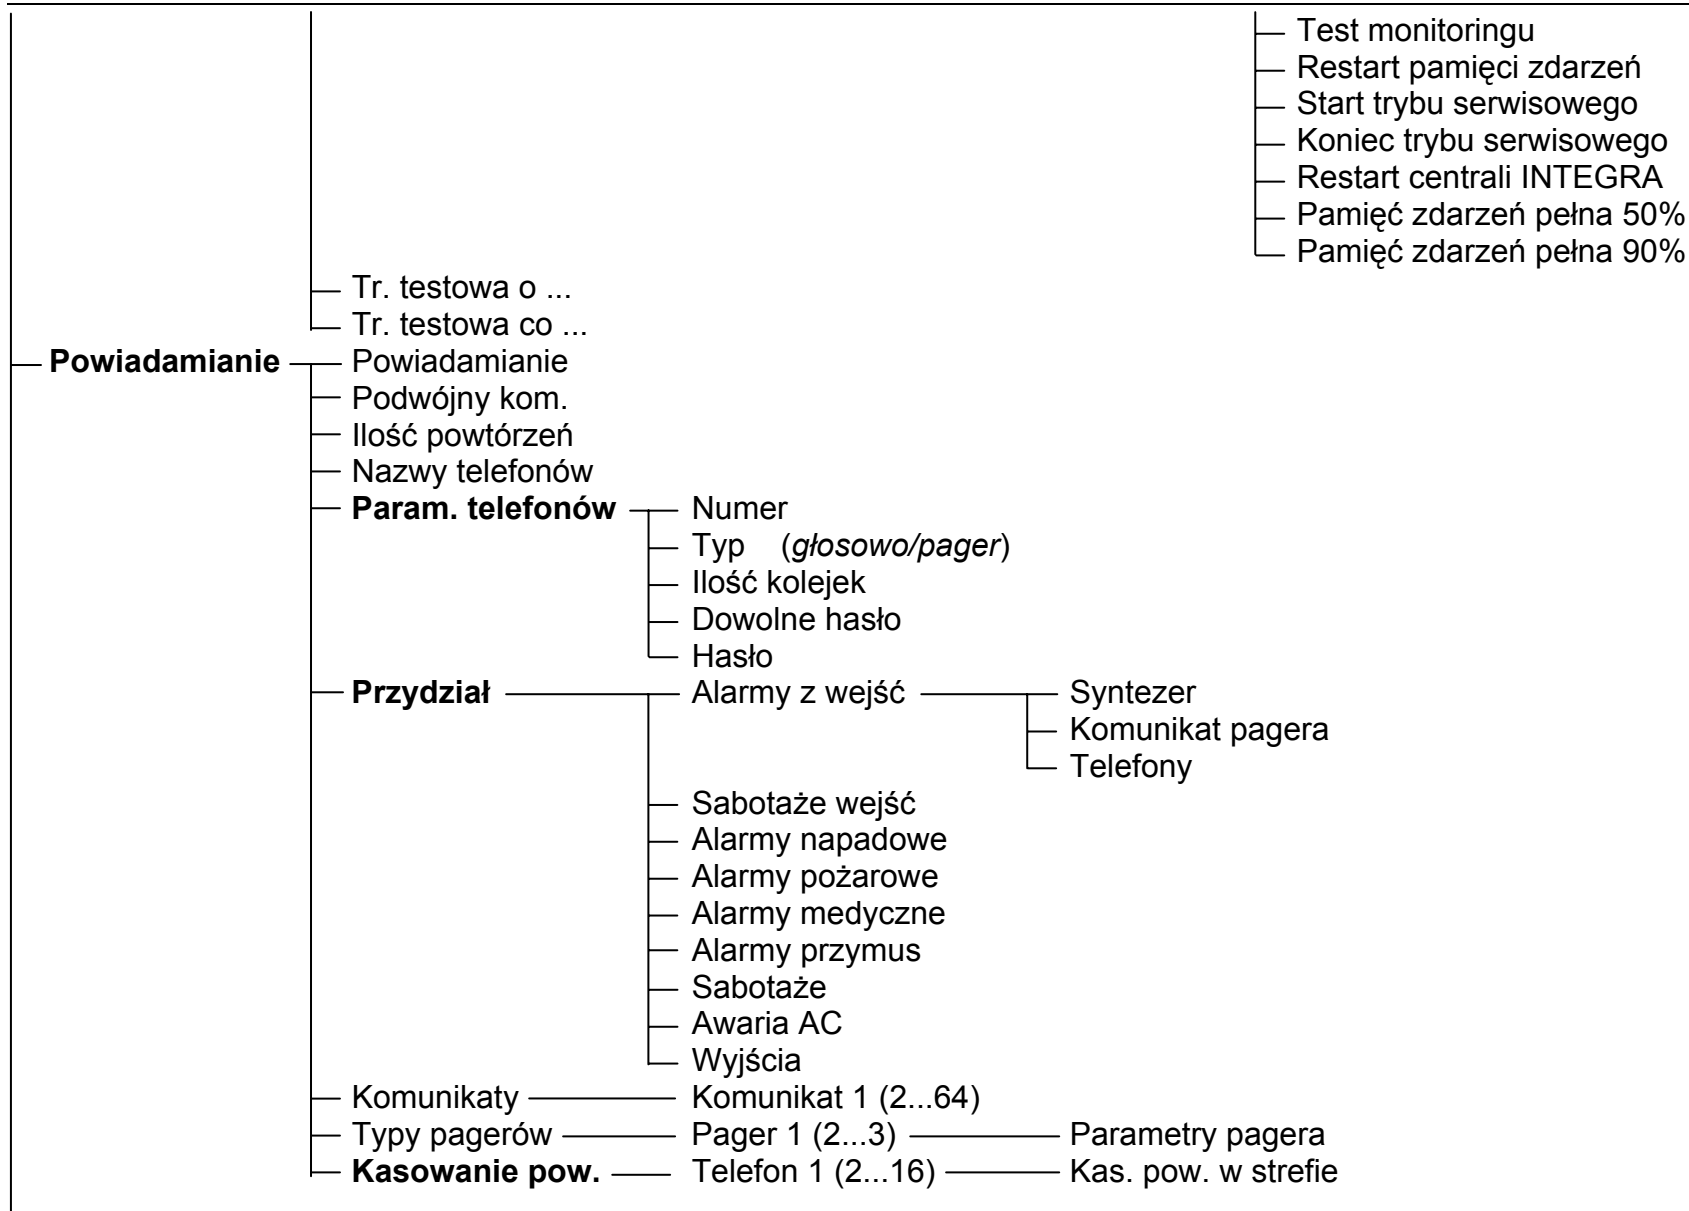 Test monitoringu
Restart pamięci zdarzeń
Start trybu serwisowego
Koniec trybu serwisowego
Restart centrali INTEGRA
Pamięć zdarzeń pełna 50%
Pamięć zdarzeń pełna 90%
Tr. testowa o ...
Tr. testowa co ...
Powiadamianie Powiadamianie
Podwójny kom.
Ilość powtórzeń
Nazwy telefonów
Param. telefonów Numer
Typ (głosowo/pager)
Ilość kolejek
Dowolne hasło
Hasło
Przydział Alarmy z wejść Syntezer
Komunikat pagera
Telefony
Sabotaże wejść
Alarmy napadowe
Alarmy pożarowe
Alarmy medyczne
Alarmy przymus
Sabotaże
Awaria AC
Wyjścia
Komunikaty Komunikat 1 (2...64)
Typy pagerów Pager 1 (2...3) Parametry pagera
Kasowanie pow. Telefon 1 (2...16) Kas. pow. w strefie